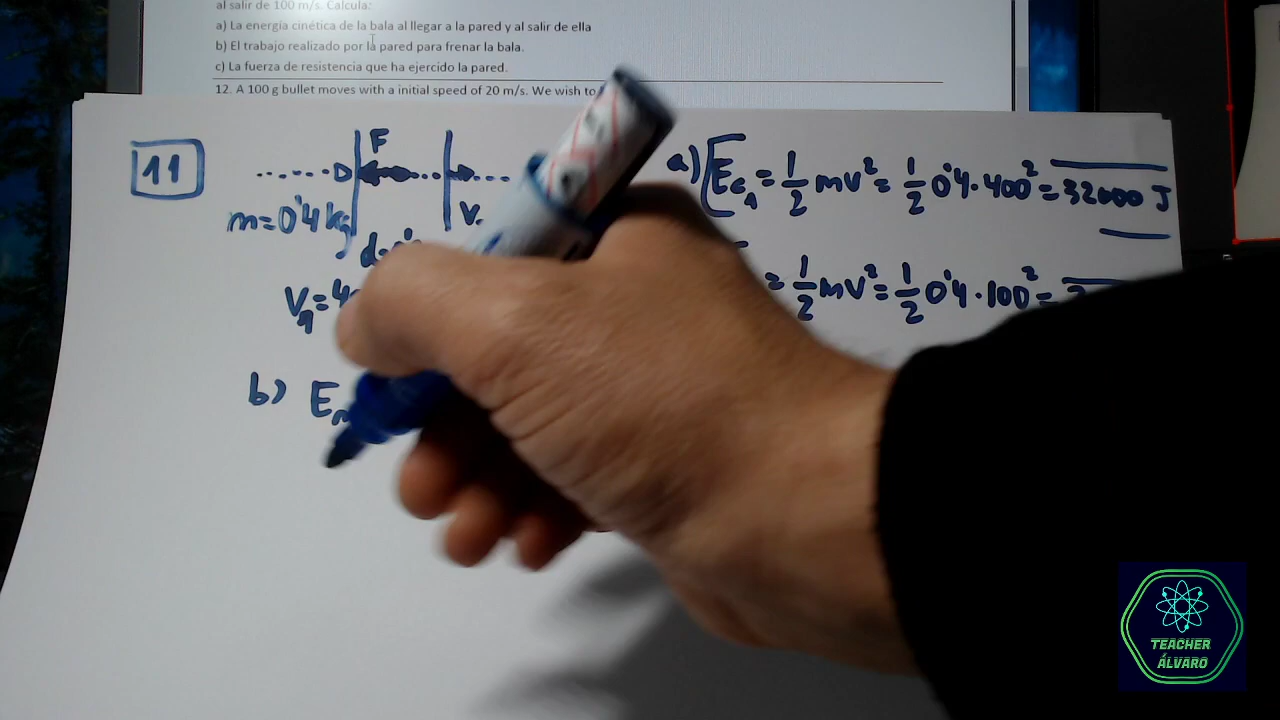 al salir de 100 m/s. Calcula:
a) La energía cinética de la bala al llegar a la pared y al salir de ella
b) El trabajo realizado por la pared para frenar la bala.
c) La fuerza de resistencia que ha ejercido la pared.
12. A 100 g bullet moves with a initial speed of 20 m/s. We wish to
11
F
m=0'4 kg
V
d=
V₁=4
a) Ec₁ = 1/2 mv² = 1/2 0'4·400² = 32000 J
= 1/2 mv² = 1/2 0'4·100² =
b) Em
TEACHER
ÁLVARO